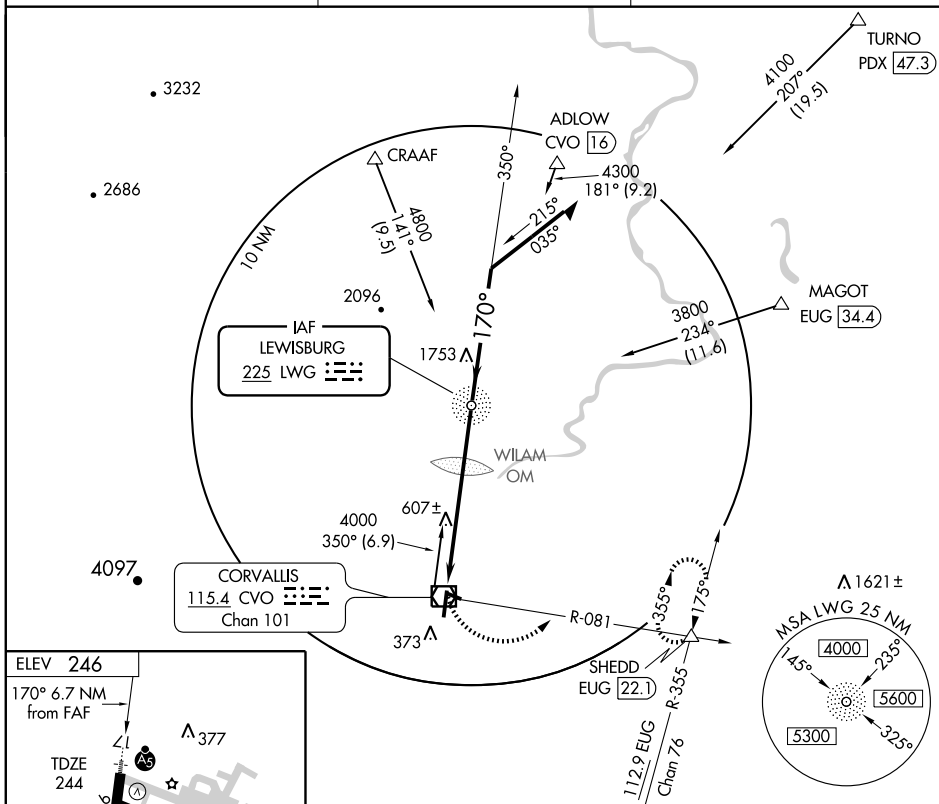 TURNO
PDX 47.3
4100
207°
(19.5)
3232
ADLOW
CVO 16
350°
4300
181° (9.2)
CRAAF
2686
215°
035°
4800
141°
(9.5)
10 NM
170°
MAGOT
EUG 34.4
3800
234°
(11.6)
2096
IAF
LEWISBURG
225 LWG
1753
WILAM
OM
607±
4000
350° (6.9)
4097
CORVALLIS
115.4 CVO
Chan 101
373
R-081
355°
175°
SHEDD
EUG 22.1
R-355
112.9 EUG
Chan 76
1621±
MSA LWG 25 NM
145°
4000
235°
5600
5300
325°
ELEV 246
170° 6.7 NM
from FAF
377
17
A5
TDZE
244